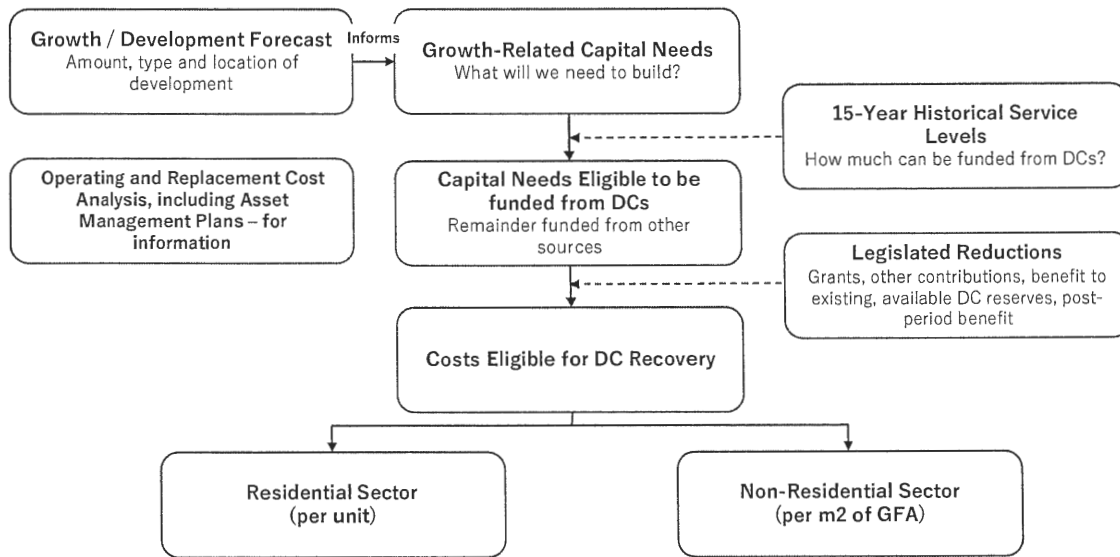 Growth / Development Forecast
Amount, type and location of
development
Informs
Growth-Related Capital Needs
What will we need to build?
15-Year Historical Service
Levels
How much can be funded from DCs?
Operating and Replacement Cost
Analysis, including Asset
Management Plans – for
information
Capital Needs Eligible to be
funded from DCs
Remainder funded from other
sources
Legislated Reductions
Grants, other contributions, benefit to
existing, available DC reserves, post-
period benefit
Costs Eligible for DC Recovery
Residential Sector
(per unit)
Non-Residential Sector
(per m2 of GFA)